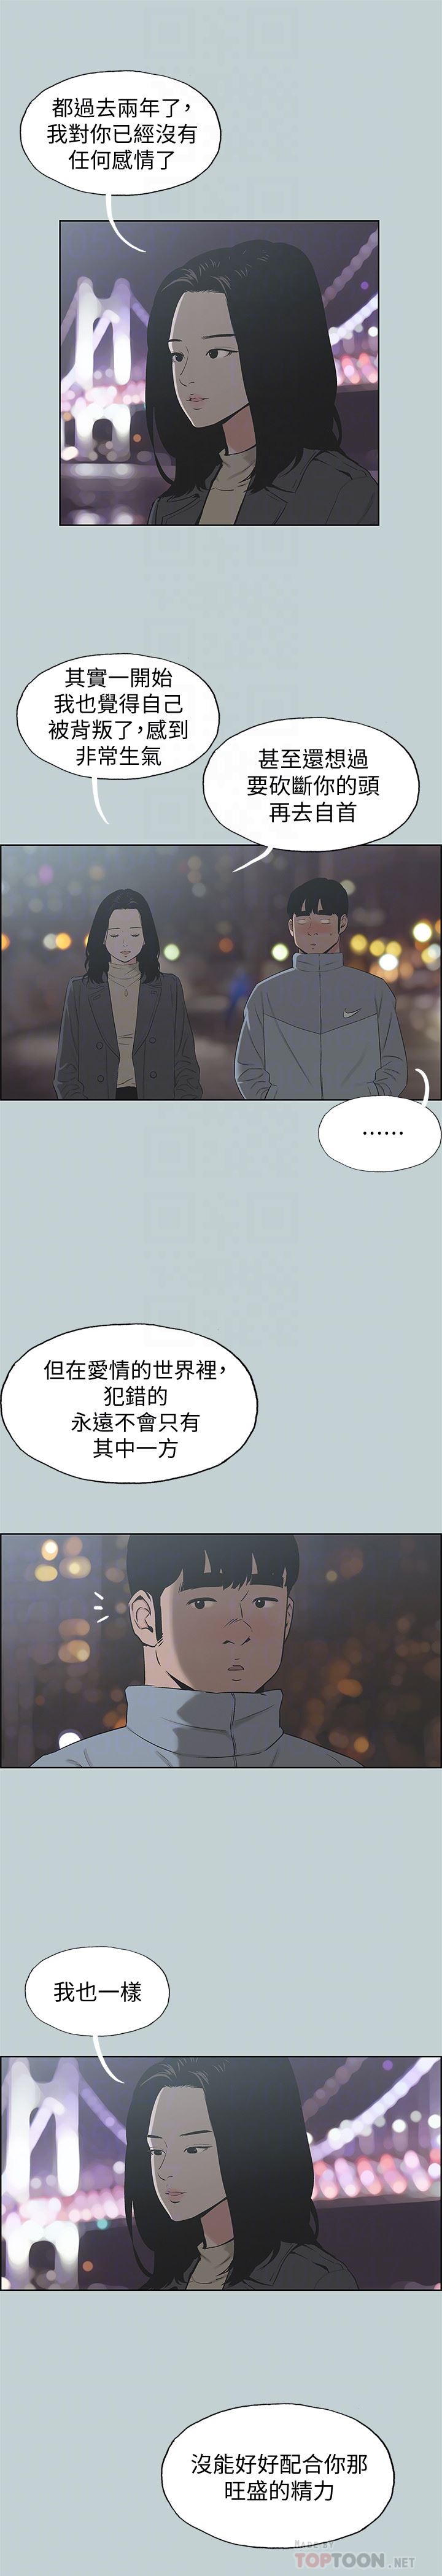 都過去兩年了，
我對你已經沒有
任何感情了
其實一開始
我也覺得自己
被背叛了，感到
非常生氣
甚至還想過
要砍斷你的頭
再去自首
⋯⋯
但在愛情的世界裡，
犯錯的
永遠不會只有
其中一方
我也一樣
沒能好好配合你那
旺盛的精力
Made by
TOPTOON.NET